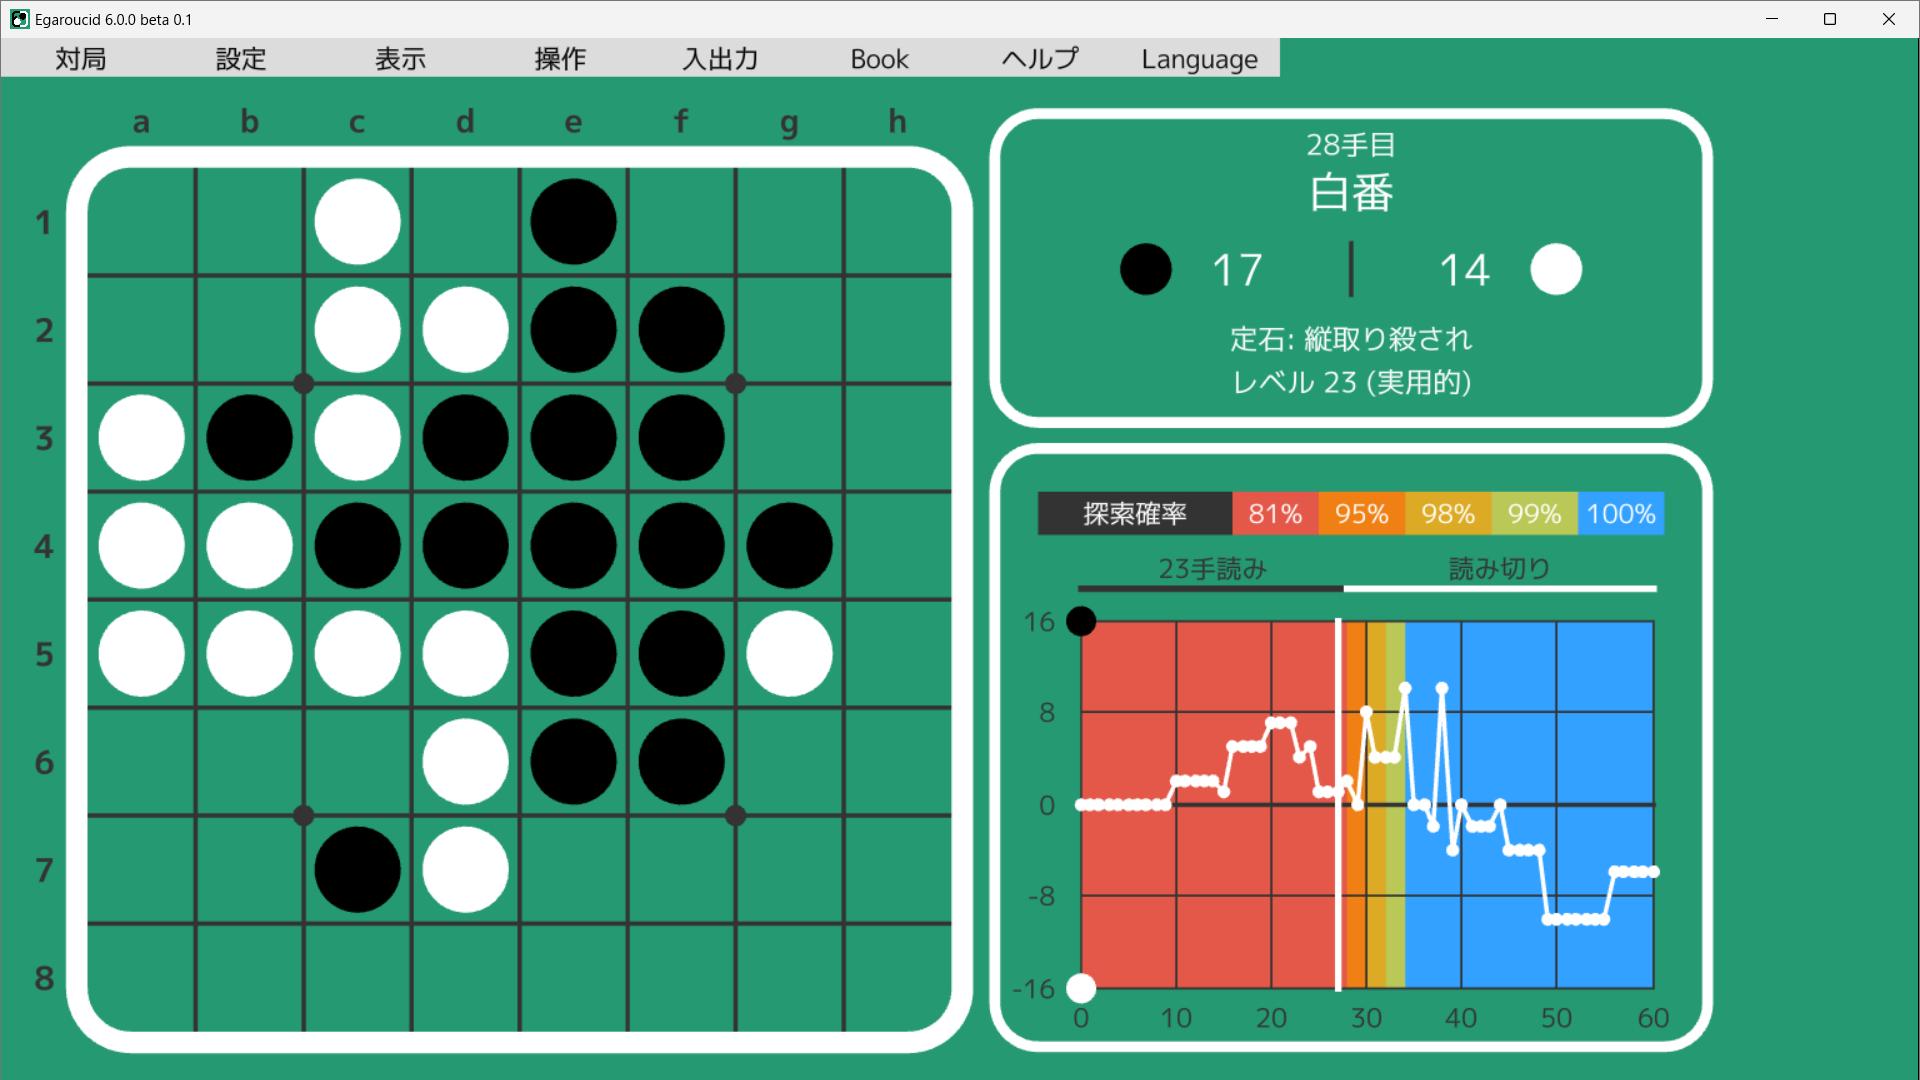 Egaroucid 6.0.0 beta 0.1
対局 設定 表示 操作 入出力 Book ヘルプ Language
a b c d e f g h
1
2
3
4
5
6
7
8
28手目
白番
17 14
定石: 縦取り殺され
レベル 23 (実用的)
探索確率 81% 95% 98% 99% 100%
23手読み 読み切り
16
8
0
-8
-16
0 10 20 30 40 50 60